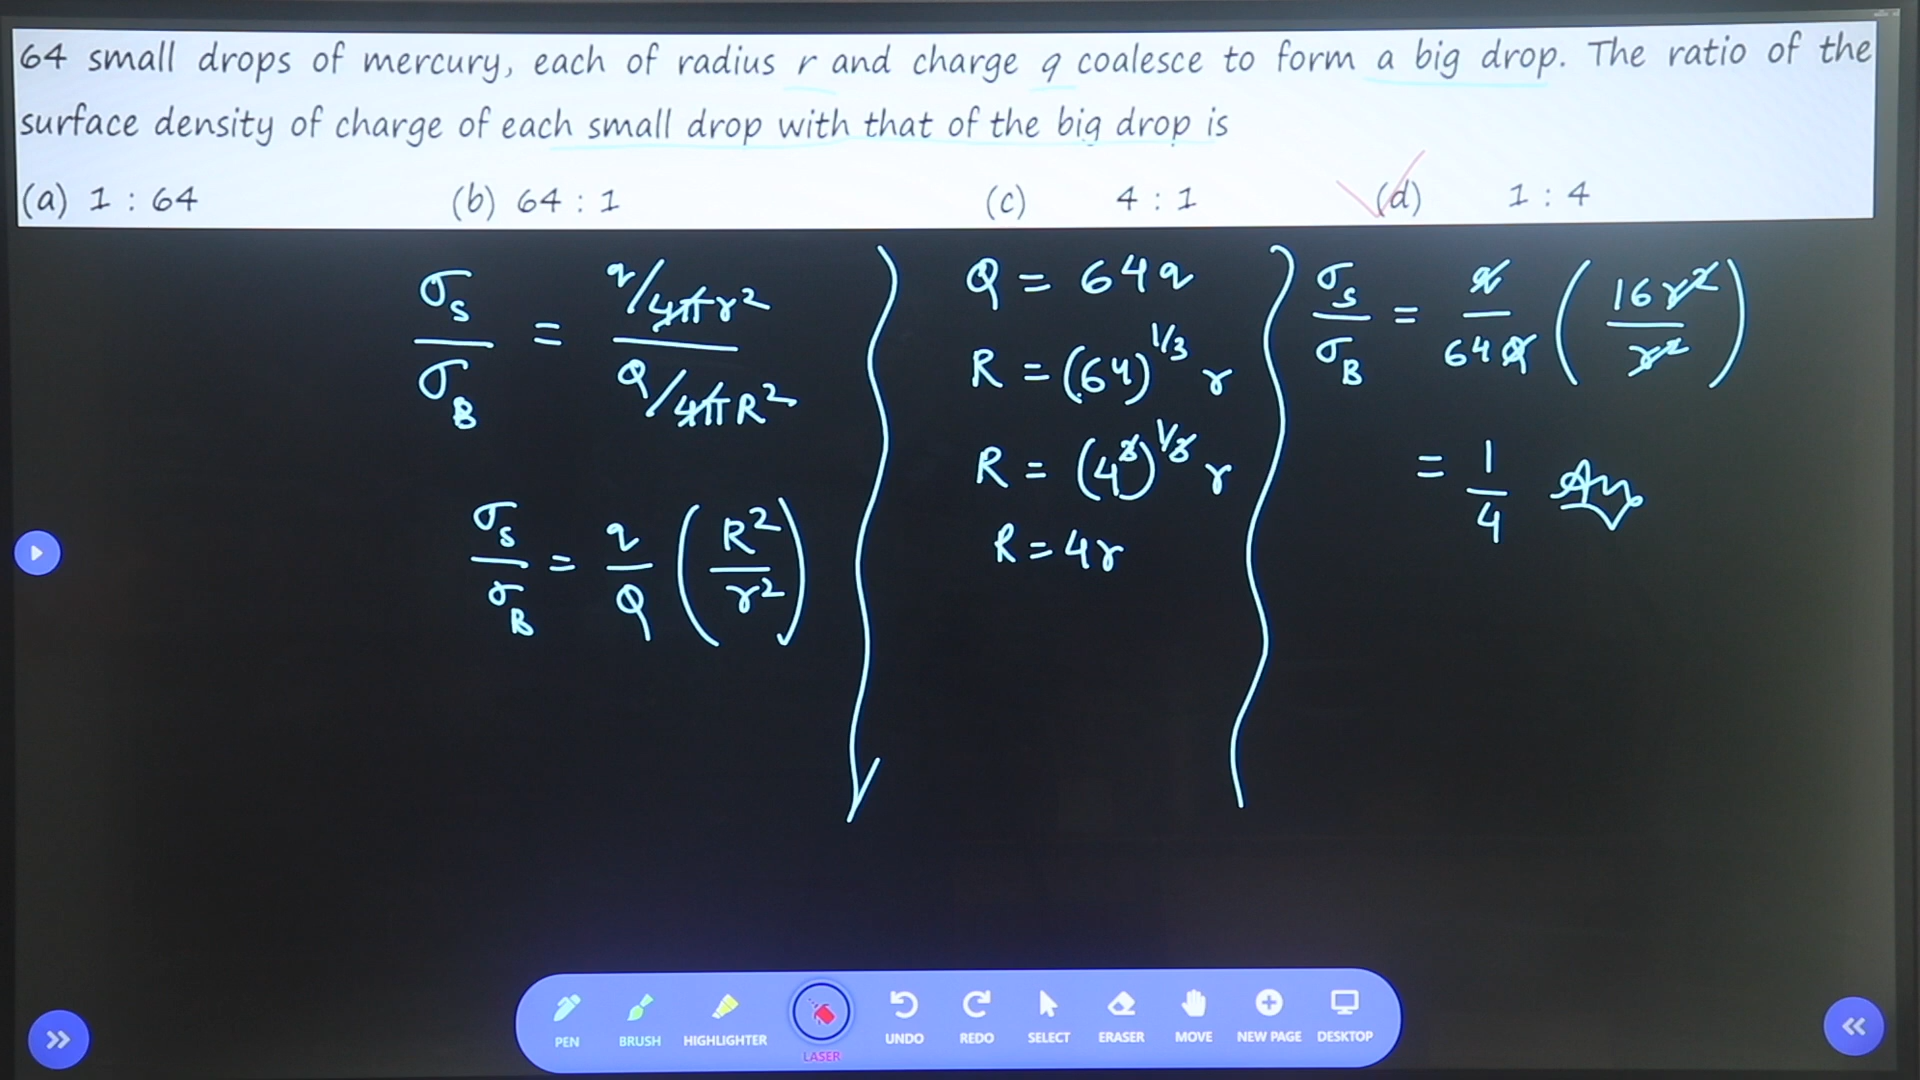 64 small drops of mercury, each of radius r and charge q coalesce to form a big drop. The ratio of the
surface density of charge of each small drop with that of the big drop is
(a) 1 : 64 (b) 64 : 1 (c) 4 : 1 (d) 1 : 4
σs/σB = (q/4πr²)/(Q/4πR²)
σs/σB = q/Q (R²/r²)
Q = 64q
R = (64)^1/3 r
R = (4³)^1/3 r
R = 4r
σs/σB = q/64q (16r²/r²)
= 1/4 Ans
PEN BRUSH HIGHLIGHTER LASER UNDO REDO SELECT ERASER MOVE NEW PAGE DESKTOP